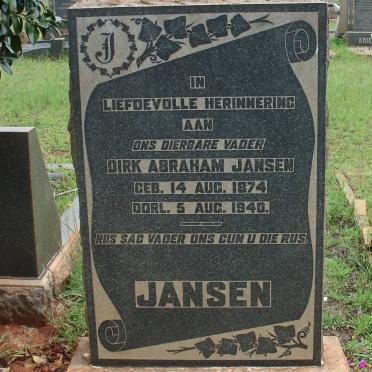 J
IN
LIEFDEVOLLE HERINNERING
AAN
ONS DIERBARE VADER
DIRK ABRAHAM JANSEN
GEB. 14 AUG. 1874
OORL. 5 AUG. 1940.
RUS SAG VADER ONS GUN U DIE RUS.
JANSEN